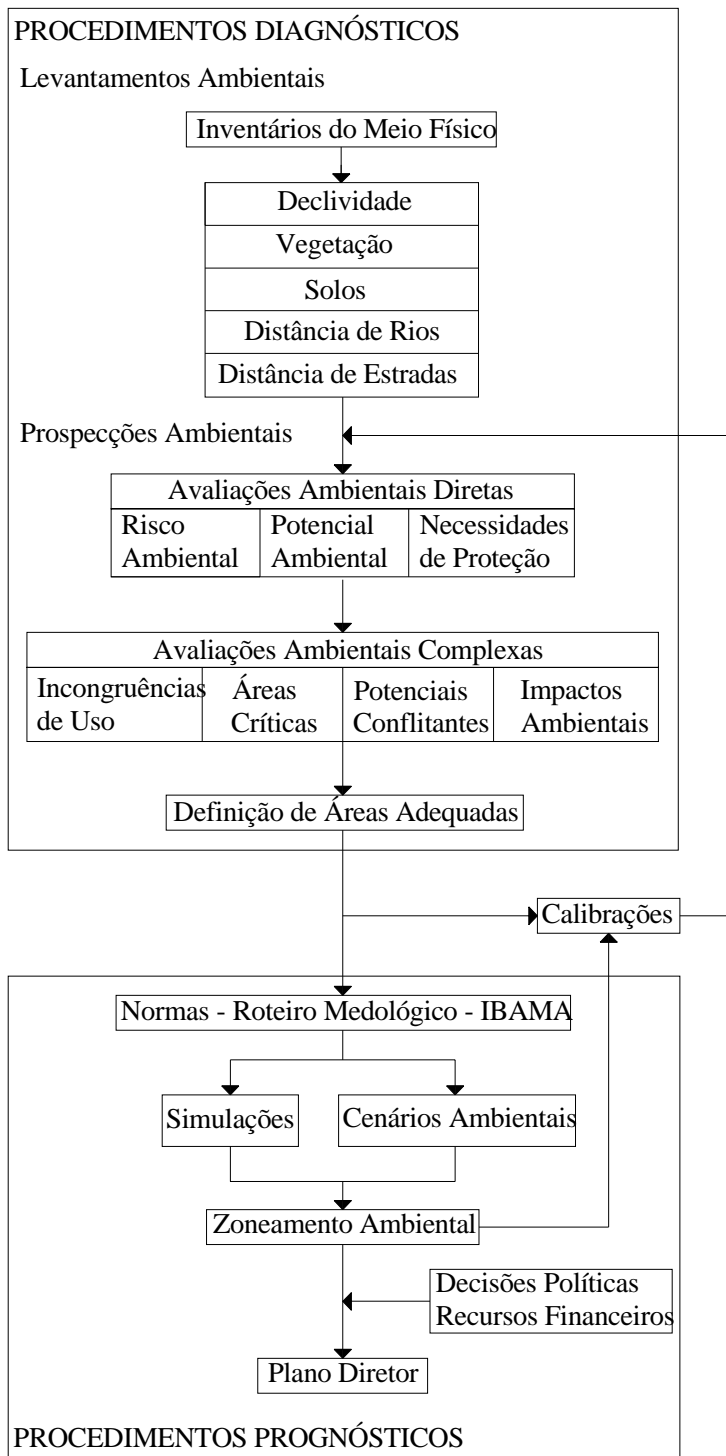 PROCEDIMENTOS DIAGNÓSTICOS
Levantamentos Ambientais
Inventários do Meio Físico
Declividade
Vegetação
Solos
Distância de Rios
Distância de Estradas
Prospecções Ambientais
Avaliações Ambientais Diretas
Risco
Ambiental
Potencial
Ambiental
Necessidades
de Proteção
Avaliações Ambientais Complexas
Incongruências
de Uso
Áreas
Críticas
Potenciais
Conflitantes
Impactos
Ambientais
Definição de Áreas Adequadas
Calibrações
Normas - Roteiro Medológico - IBAMA
Simulações
Cenários Ambientais
Zoneamento Ambiental
Decisões Políticas
Recursos Financeiros
Plano Diretor
PROCEDIMENTOS PROGNÓSTICOS